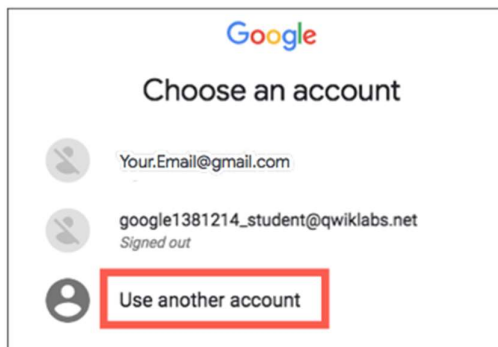 Google
Choose an account
Your.Email@gmail.com
google1381214_student@qwiklabs.net
Signed out
Use another account